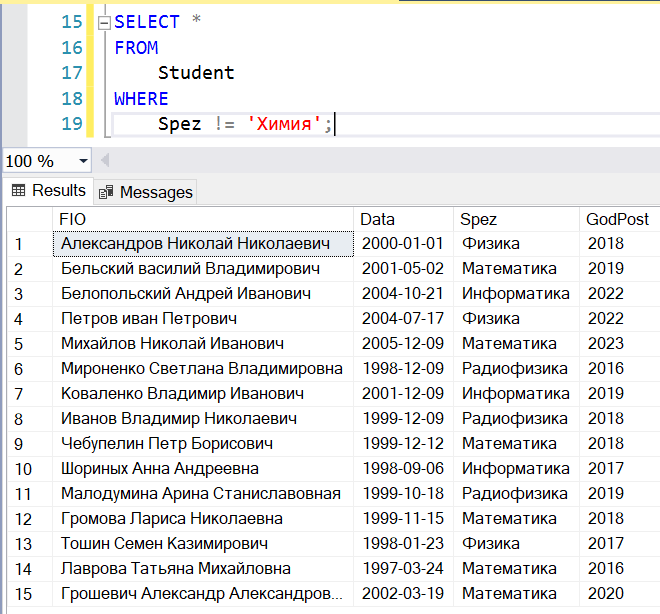 15 SELECT *
16 FROM
17 Student
18 WHERE
19 Spez != 'Химия';
100 %
Results Messages
FIO Data Spez GodPost
1 Александров Николай Николаевич 2000-01-01 Физика 2018
2 Бельский василий Владимирович 2001-05-02 Математика 2019
3 Белопольский Андрей Иванович 2004-10-21 Информатика 2022
4 Петров иван Петрович 2004-07-17 Физика 2022
5 Михайлов Николай Иванович 2005-12-09 Математика 2023
6 Мироненко Светлана Владимировна 1998-12-09 Радиофизика 2016
7 Коваленко Владимир Иванович 2001-12-09 Информатика 2019
8 Иванов Владимир Николаевич 1999-12-09 Радиофизика 2018
9 Чебупелин Петр Борисович 1999-12-12 Математика 2018
10 Шориных Анна Андреевна 1998-09-06 Информатика 2017
11 Малодумина Арина Станиславовная 1999-10-18 Радиофизика 2019
12 Громова Лариса Николаевна 1999-11-15 Математика 2018
13 Тошин Семен Казимирович 1998-01-23 Физика 2017
14 Лаврова Татьяна Михайловна 1997-03-24 Математика 2016
15 Грошевич Александр Александров... 2002-03-19 Математика 2020